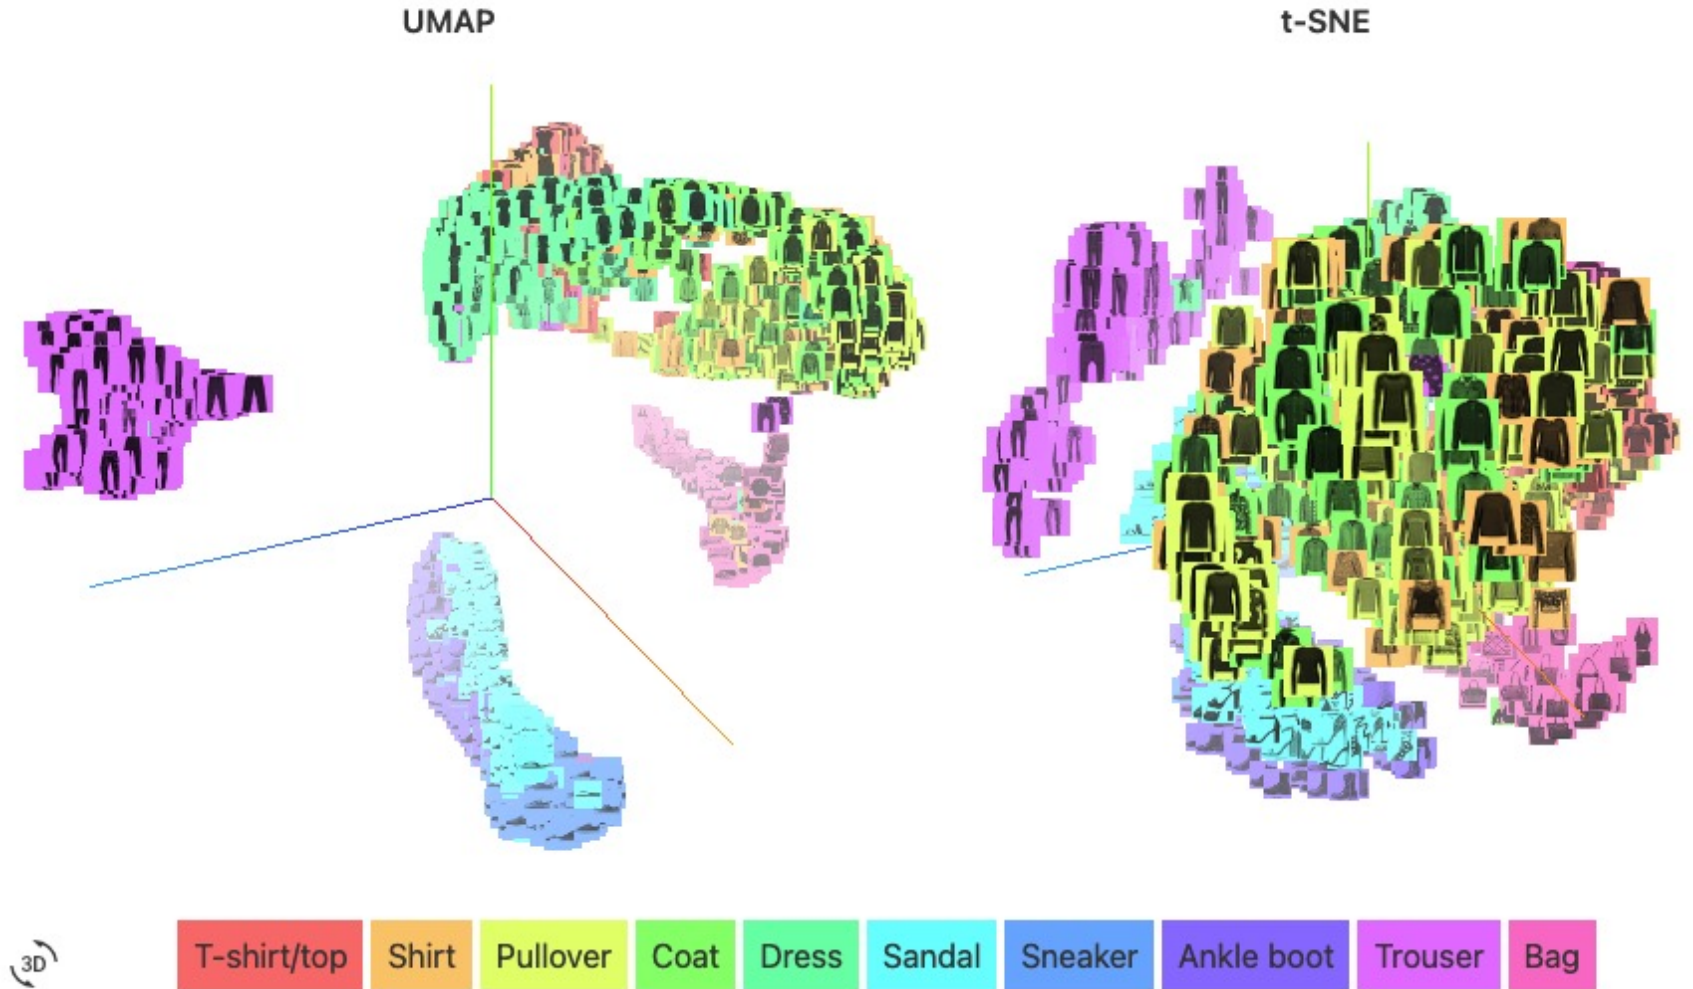 UMAP
t-SNE
3D
T-shirt/top
Shirt
Pullover
Coat
Dress
Sandal
Sneaker
Ankle boot
Trouser
Bag